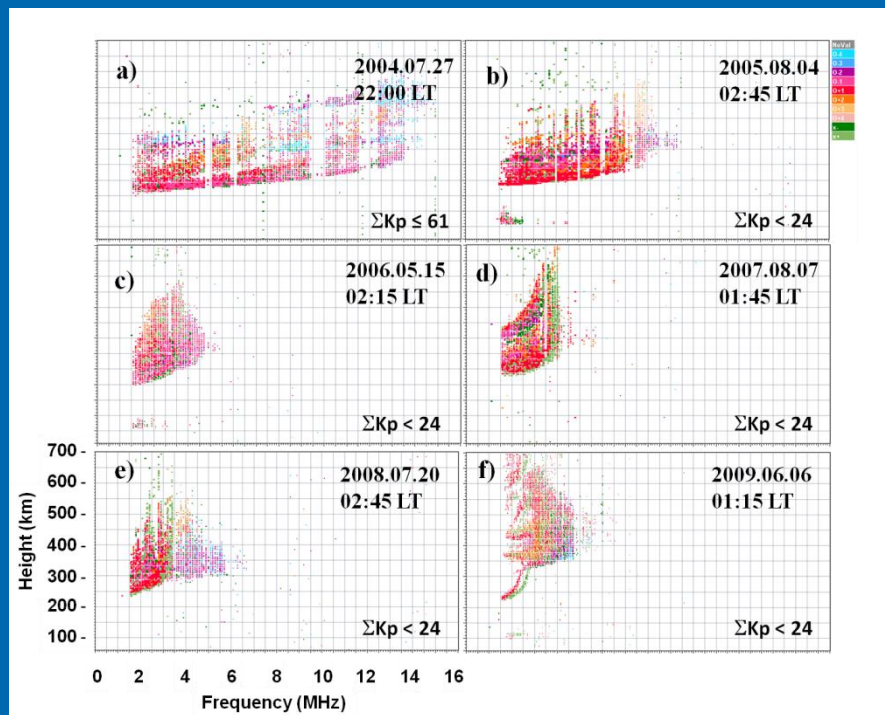 a)
2004.07.27
22:00 LT
ΣKp ≤ 61
b)
2005.08.04
02:45 LT
ΣKp < 24
NoVal
c)
2006.05.15
02:15 LT
ΣKp < 24
d)
2007.08.07
01:45 LT
ΣKp < 24
e)
2008.07.20
02:45 LT
ΣKp < 24
f)
2009.06.06
01:15 LT
ΣKp < 24
Height (km)
700 -
600 -
500 -
400 -
300 -
200 -
100 -
0 2 4 6 8 10 12 14 16
Frequency (MHz)